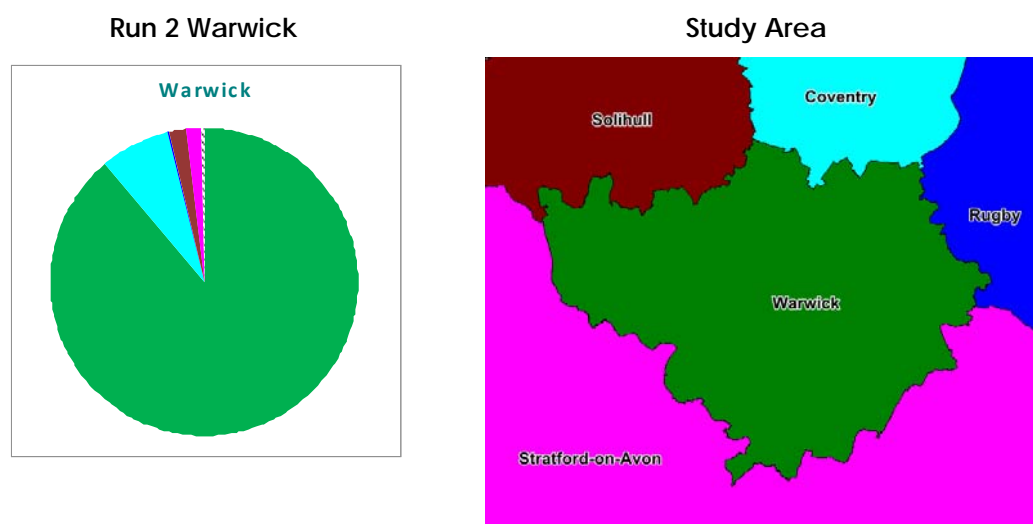 Run 2 Warwick
Study Area
Warwick
Solihull
Coventry
Rugby
Warwick
Stratford-on-Avon